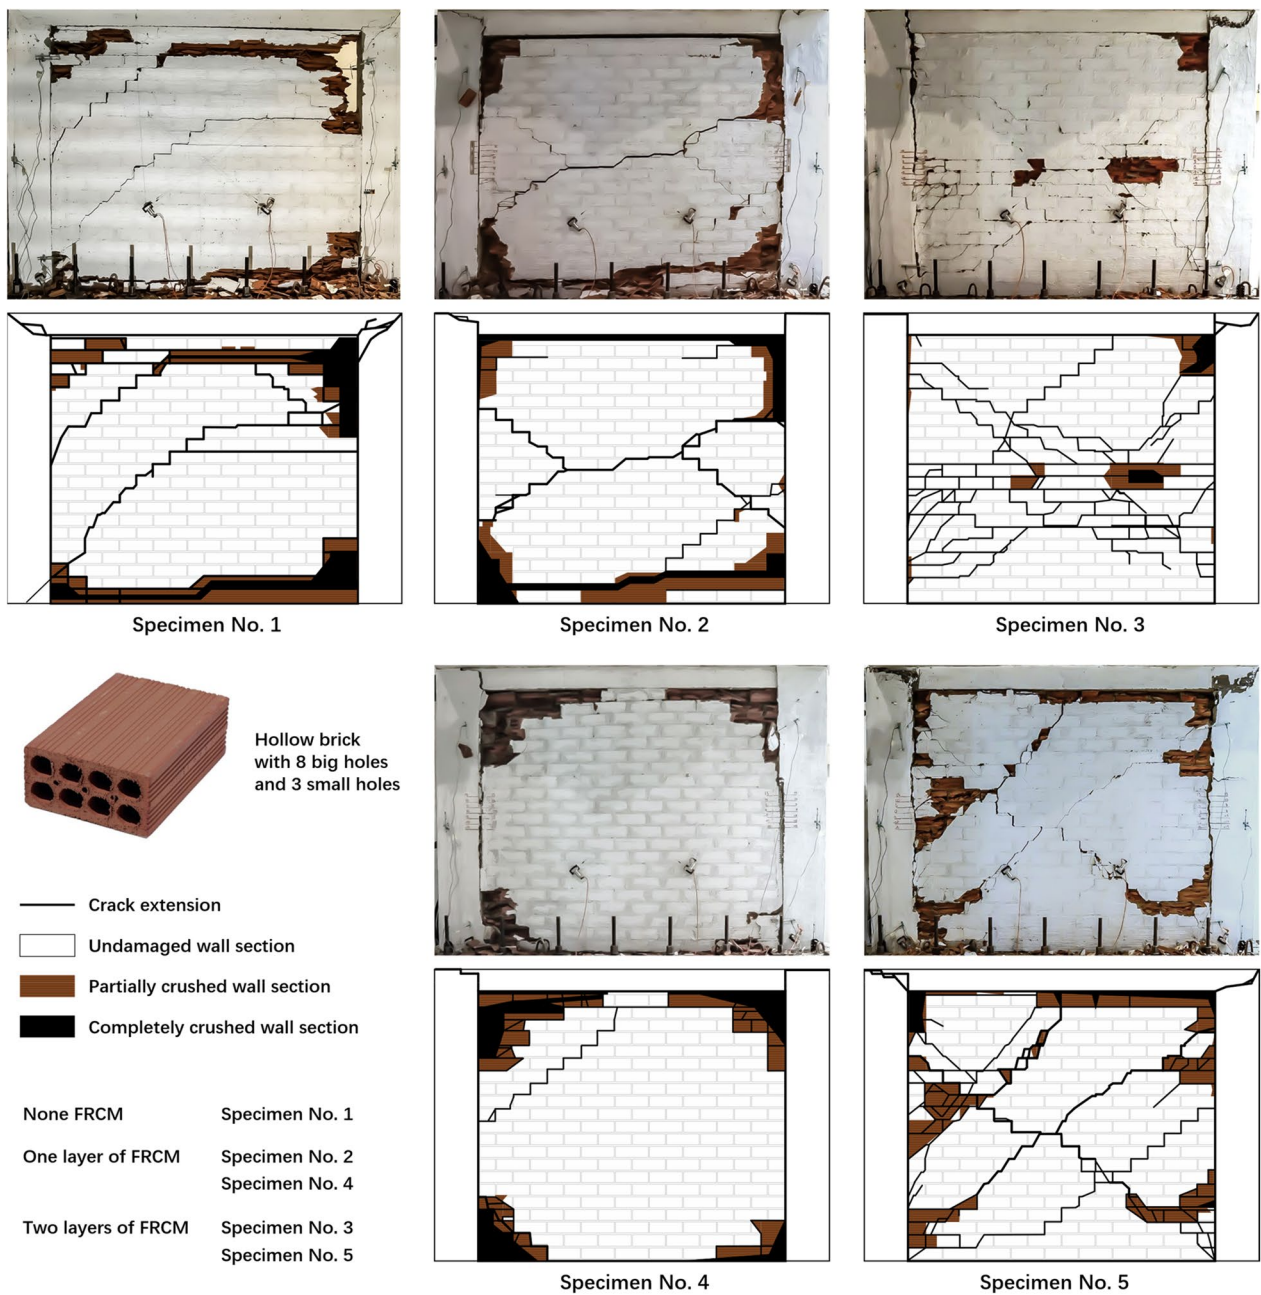 Specimen No. 1
Specimen No. 2
Specimen No. 3
Hollow brick
with 8 big holes
and 3 small holes
Crack extension
Undamaged wall section
Partially crushed wall section
Completely crushed wall section
None FRCM Specimen No. 1
One layer of FRCM Specimen No. 2
Specimen No. 4
Two layers of FRCM Specimen No. 3
Specimen No. 5
Specimen No. 4
Specimen No. 5